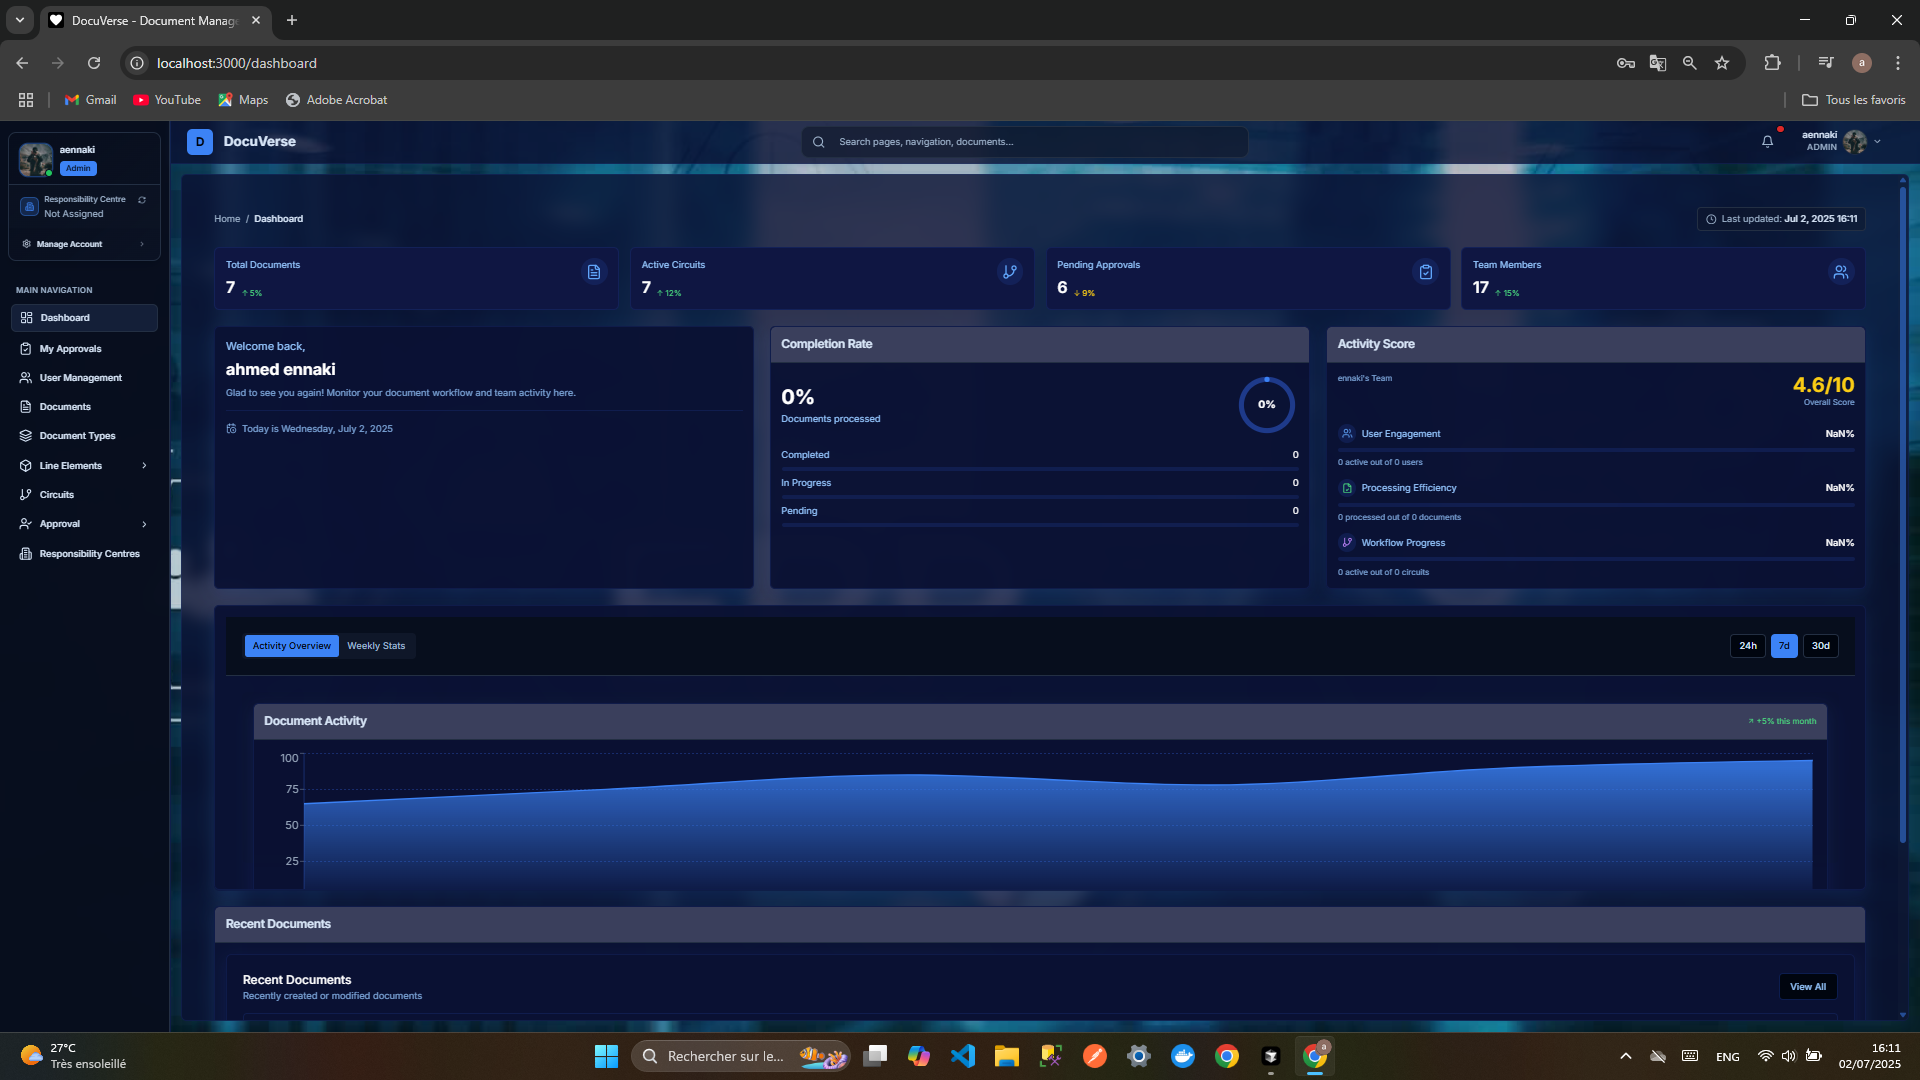 DocuVerse - Document Manag
localhost:3000/dashboard
a
Gmail
YouTube
Maps
Adobe Acrobat
Tous les favoris
aennaki
Admin
Responsibility Centre
Not Assigned
Manage Account
MAIN NAVIGATION
Dashboard
My Approvals
User Management
Documents
Document Types
Line Elements
Circuits
Approval
Responsibility Centres
D
DocuVerse
Search pages, navigation, documents...
aennaki
ADMIN
Home / Dashboard
Last updated: Jul 2, 2025 16:11
Total Documents
7 ↑ 5%
Active Circuits
7 ↑ 12%
Pending Approvals
6 ↓ 9%
Team Members
17 ↑ 15%
Welcome back,
ahmed ennaki
Glad to see you again! Monitor your document workflow and team activity here.
Today is Wednesday, July 2, 2025
Completion Rate
0%
Documents processed
0%
Completed 0
In Progress 0
Pending 0
Activity Score
ennaki's Team
4.6/10
Overall Score
User Engagement NaN%
0 active out of 0 users
Processing Efficiency NaN%
0 processed out of 0 documents
Workflow Progress NaN%
0 active out of 0 circuits
Activity Overview Weekly Stats
24h 7d 30d
Document Activity
↗ +5% this month
100
75
50
25
Recent Documents
Recent Documents
Recently created or modified documents
View All
27°C
Très ensoleillé
Rechercher sur le...
a
ENG
16:11
02/07/2025